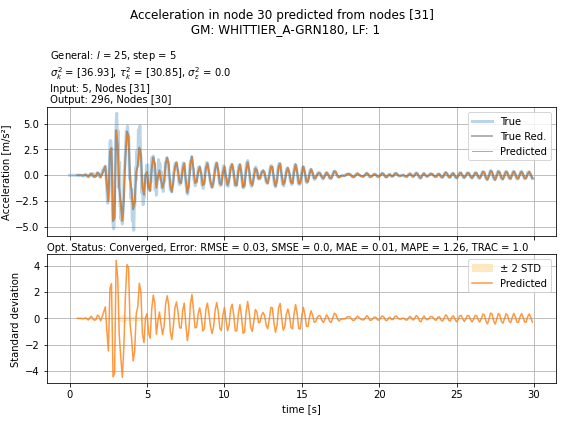 Acceleration in node 30 predicted from nodes [31]
GM: WHITTIER_A-GRN180, LF: 1
General: l = 25, step = 5
σ²ₖ = [36.93], τ²ₖ = [30.85], σ²ε = 0.0
Input: 5, Nodes [31]
Output: 296, Nodes [30]
Acceleration [m/s²]
5.0
2.5
0.0
−2.5
−5.0
True
True Red.
Predicted
Opt. Status: Converged, Error: RMSE = 0.03, SMSE = 0.0, MAE = 0.01, MAPE = 1.26, TRAC = 1.0
Standard deviation
4
2
0
−2
−4
± 2 STD
Predicted
0 5 10 15 20 25 30
time [s]